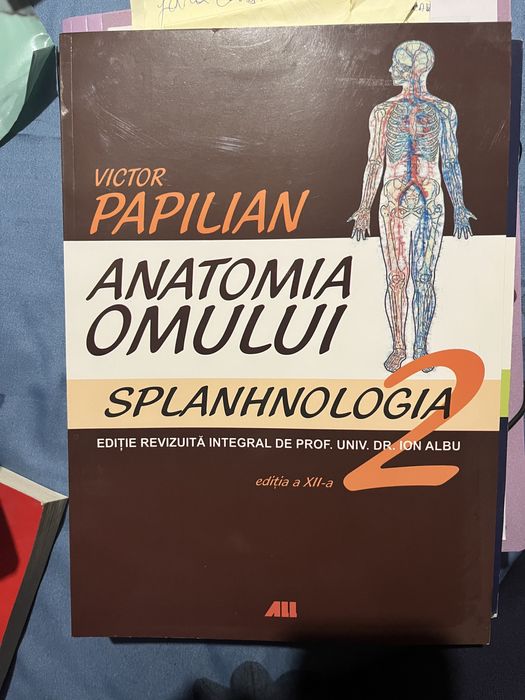 VICTOR
PAPILIAN
ANATOMIA
OMULUI
SPLANHNOLOGIA
2
EDIȚIE REVIZUITĂ INTEGRAL DE PROF. UNIV. DR. ION ALBU
ediția a XII-a
ALL